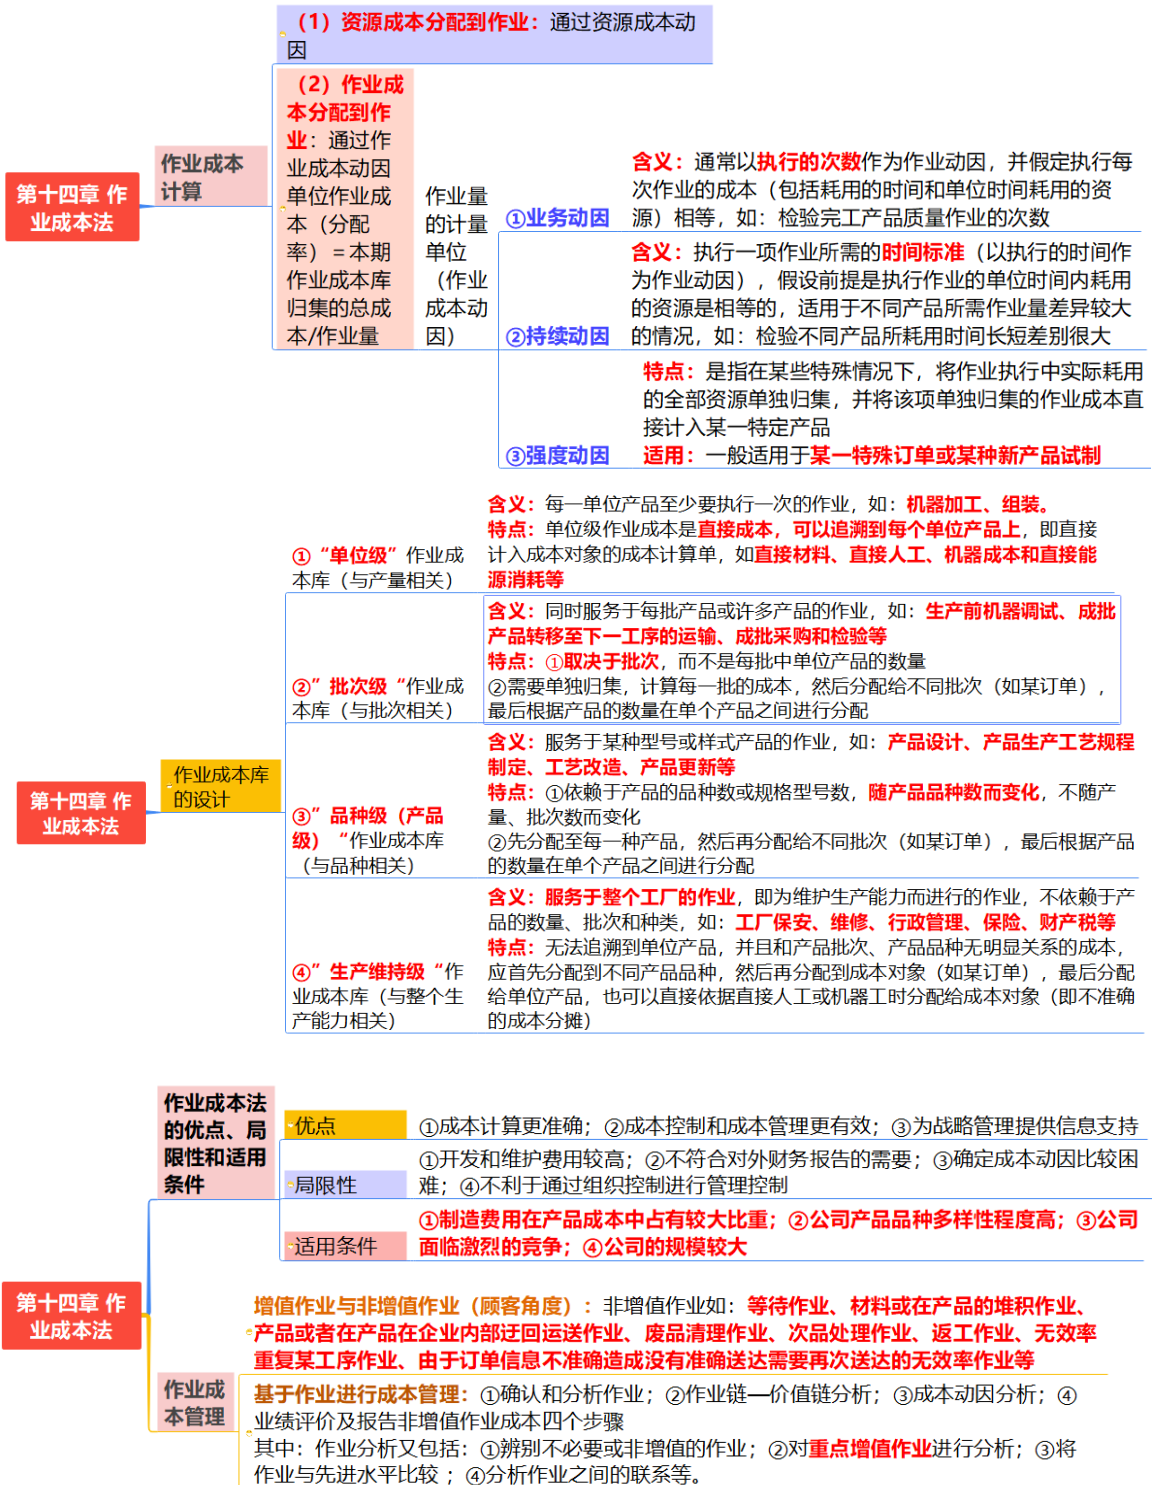 （1）资源成本分配到作业：通过资源成本动
因
（2）作业成
本分配到作
业：通过作
业成本动因
单位作业成
本（分配
率）＝本期
作业成本库
归集的总成
本/作业量
作业成本
计算
第十四章 作
业成本法
作业量
的计量
单位
（作业
成本动
因）
①业务动因
含义：通常以执行的次数作为作业动因，并假定执行每
次作业的成本（包括耗用的时间和单位时间耗用的资
源）相等，如：检验完工产品质量作业的次数
②持续动因
含义：执行一项作业所需的时间标准（以执行的时间作
为作业动因），假设前提是执行作业的单位时间内耗用
的资源是相等的，适用于不同产品所需作业量差异较大
的情况，如：检验不同产品所耗用时间长短差别很大
③强度动因
特点：是指在某些特殊情况下，将作业执行中实际耗用
的全部资源单独归集，并将该项单独归集的作业成本直
接计入某一特定产品
适用：一般适用于某一特殊订单或某种新产品试制
第十四章 作
业成本法
作业成本库
的设计
①“单位级”作业成
本库（与产量相关）
含义：每一单位产品至少要执行一次的作业，如：机器加工、组装。
特点：单位级作业成本是直接成本，可以追溯到每个单位产品上，即直接
计入成本对象的成本计算单，如直接材料、直接人工、机器成本和直接能
源消耗等
②”批次级“作业成
本库（与批次相关）
含义：同时服务于每批产品或许多产品的作业，如：生产前机器调试、成批
产品转移至下一工序的运输、成批采购和检验等
特点：①取决于批次，而不是每批中单位产品的数量
②需要单独归集，计算每一批的成本，然后分配给不同批次（如某订单），
最后根据产品的数量在单个产品之间进行分配
③”品种级（产品
级）“作业成本库
（与品种相关）
含义：服务于某种型号或样式产品的作业，如：产品设计、产品生产工艺规程
制定、工艺改造、产品更新等
特点：①依赖于产品的品种数或规格型号数，随产品品种数而变化，不随产
量、批次数而变化
②先分配至每一种产品，然后再分配给不同批次（如某订单），最后根据产品
的数量在单个产品之间进行分配
④”生产维持级“作
业成本库（与整个生
产能力相关）
含义：服务于整个工厂的作业，即为维护生产能力而进行的作业，不依赖于产
品的数量、批次和种类，如：工厂保安、维修、行政管理、保险、财产税等
特点：无法追溯到单位产品，并且和产品批次、产品品种无明显关系的成本，
应首先分配到不同产品品种，然后再分配到成本对象（如某订单），最后分配
给单位产品，也可以直接依据直接人工或机器工时分配给成本对象（即不准确
的成本分摊）
第十四章 作
业成本法
作业成本法
的优点、局
限性和适用
条件
优点
①成本计算更准确；②成本控制和成本管理更有效；③为战略管理提供信息支持
局限性
①开发和维护费用较高；②不符合对外财务报告的需要；③确定成本动因比较困
难；④不利于通过组织控制进行管理控制
适用条件
①制造费用在产品成本中占有较大比重；②公司产品品种多样性程度高；③公司
面临激烈的竞争；④公司的规模较大
作业成
本管理
增值作业与非增值作业（顾客角度）：非增值作业如：等待作业、材料或在产品的堆积作业、
产品或者在产品在企业内部迂回运送作业、废品清理作业、次品处理作业、返工作业、无效率
重复某工序作业、由于订单信息不准确造成没有准确送达需要再次送达的无效率作业等
基于作业进行成本管理：①确认和分析作业；②作业链—价值链分析；③成本动因分析；④
业绩评价及报告非增值作业成本四个步骤
其中：作业分析又包括：①辨别不必要或非增值的作业；②对重点增值作业进行分析；③将
作业与先进水平比较 ；④分析作业之间的联系等。